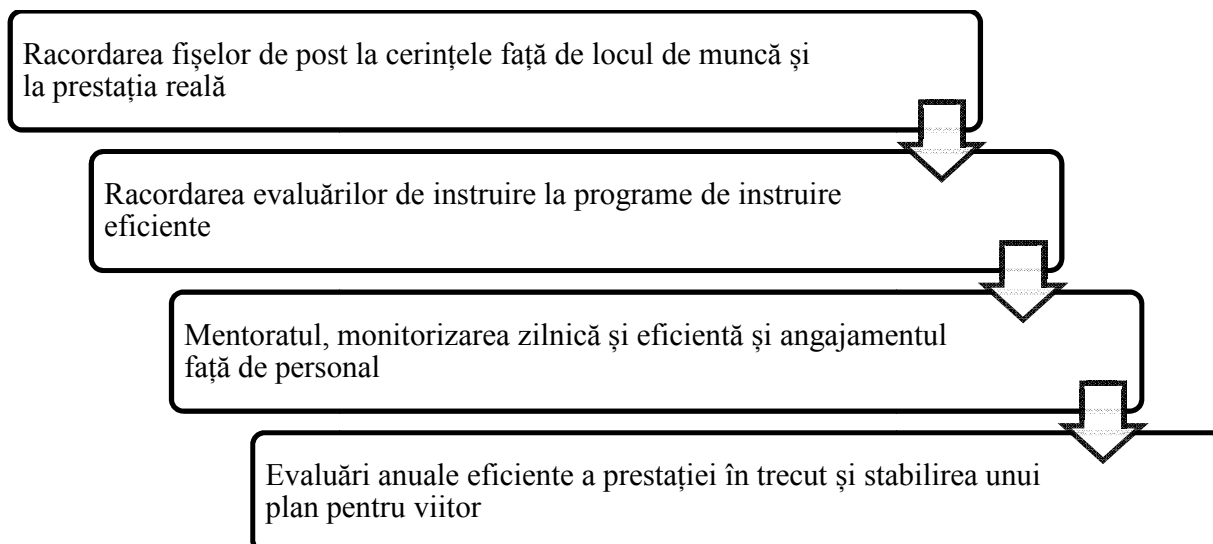 Racordarea fișelor de post la cerințele față de locul de muncă și
la prestația reală
Racordarea evaluărilor de instruire la programe de instruire
eficiente
Mentoratul, monitorizarea zilnică și eficientă și angajamentul
față de personal
Evaluări anuale eficiente a prestației în trecut și stabilirea unui
plan pentru viitor